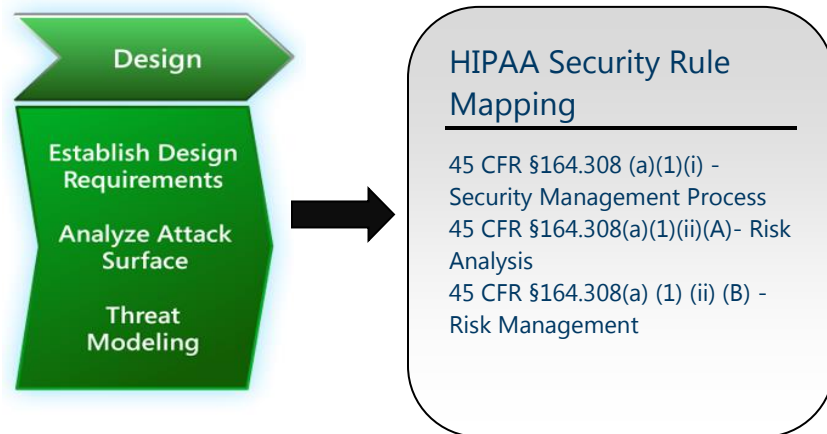 Design
Establish Design
Requirements
Analyze Attack
Surface
Threat
Modeling
HIPAA Security Rule
Mapping
45 CFR §164.308 (a)(1)(i) -
Security Management Process
45 CFR §164.308(a)(1)(ii)(A)- Risk
Analysis
45 CFR §164.308(a) (1) (ii) (B) -
Risk Management